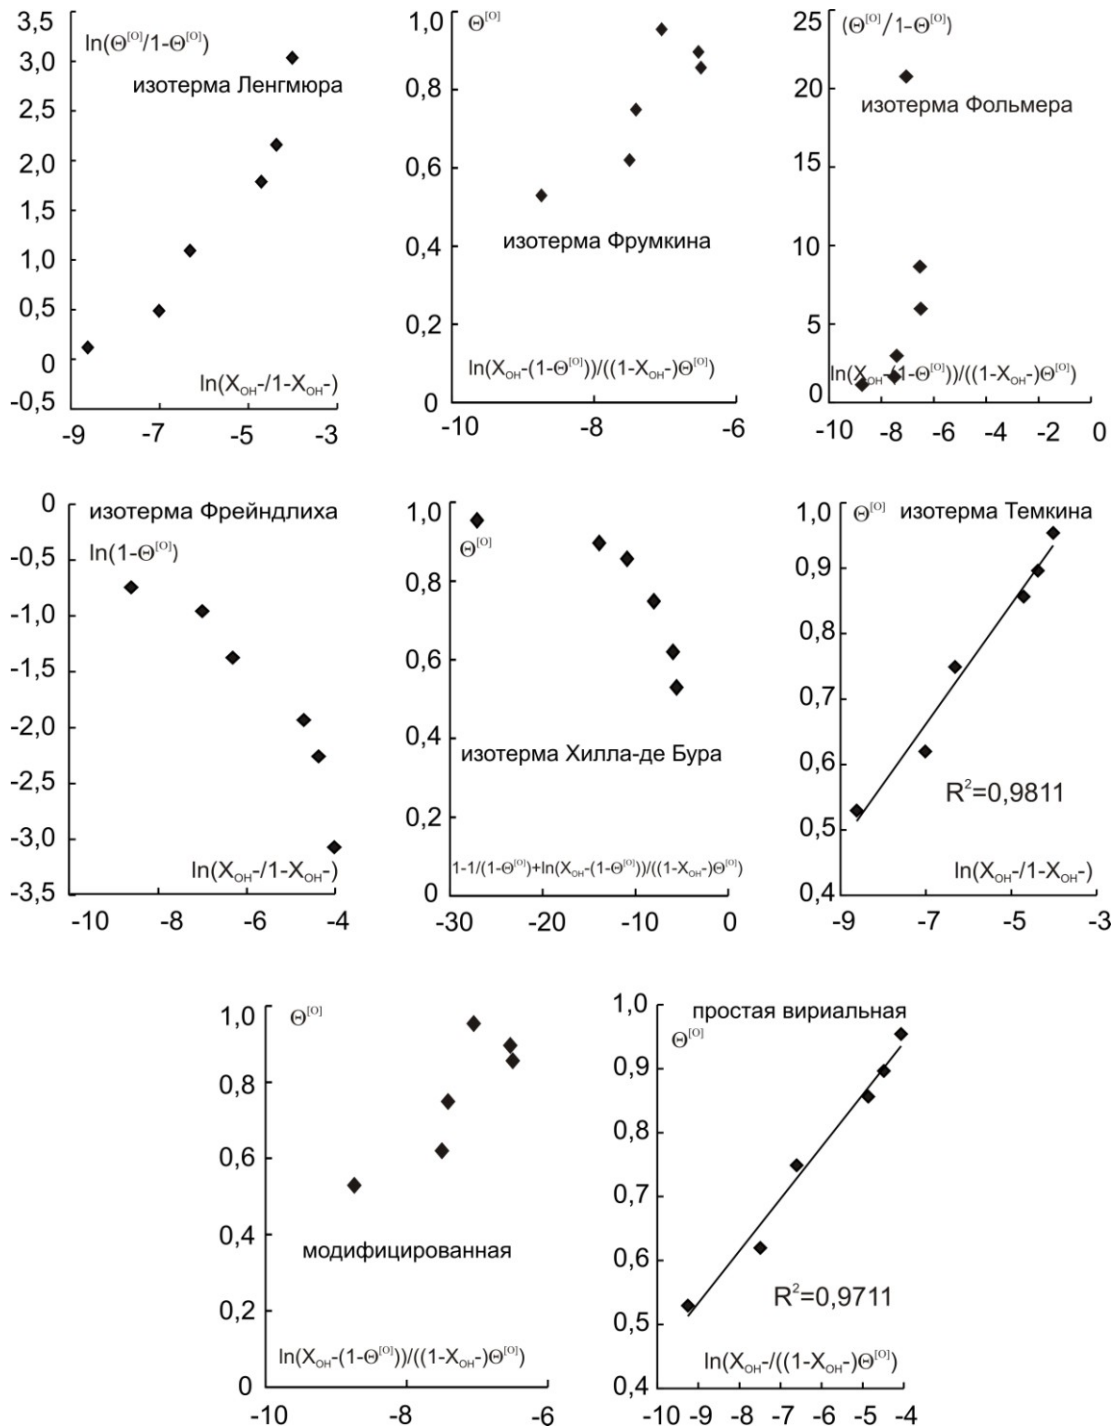 3,5
3,0
2,5
2,0
1,5
1,0
0,5
0
-0,5
ln(Θ[O]/1-Θ[O])
изотерма Ленгмюра
ln(XOH-/1-XOH-)
-9 -7 -5 -3
1,0
0,8
0,6
0,4
0,2
0
Θ[O]
изотерма Фрумкина
ln(XOH-(1-Θ[O]))/((1-XOH-)Θ[O])
-10 -8 -6
25
20
15
10
5
0
(Θ[O]/1-Θ[O])
изотерма Фольмера
ln(XOH-(1-Θ[O]))/((1-XOH-)Θ[O])
-10 -8 -6 -4 -2 0
0
-0,5
-1,0
-1,5
-2,0
-2,5
-3,0
-3,5
изотерма Фрейндлиха
ln(1-Θ[O])
ln(XOH-/1-XOH-)
-10 -8 -6 -4
1,0
0,8
0,6
0,4
0,2
0
Θ[O]
изотерма Хилла-де Бура
1-1/(1-Θ[O])+ln(XOH-(1-Θ[O]))/((1-XOH-)Θ[O])
-30 -20 -10 0
1,0
0,9
0,8
0,7
0,6
0,5
0,4
Θ[O] изотерма Темкина
R2=0,9811
ln(XOH-/1-XOH-)
-9 -7 -5 -3
1,0
0,8
0,6
0,4
0,2
0
Θ[O]
модифицированная
ln(XOH-(1-Θ[O]))/((1-XOH-)Θ[O])
-10 -8 -6
1,0
0,9
0,8
0,7
0,6
0,5
0,4
простая вириальная
Θ[O]
R2=0,9711
ln(XOH-/((1-XOH-)Θ[O])
-10 -9 -8 -7 -6 -5 -4